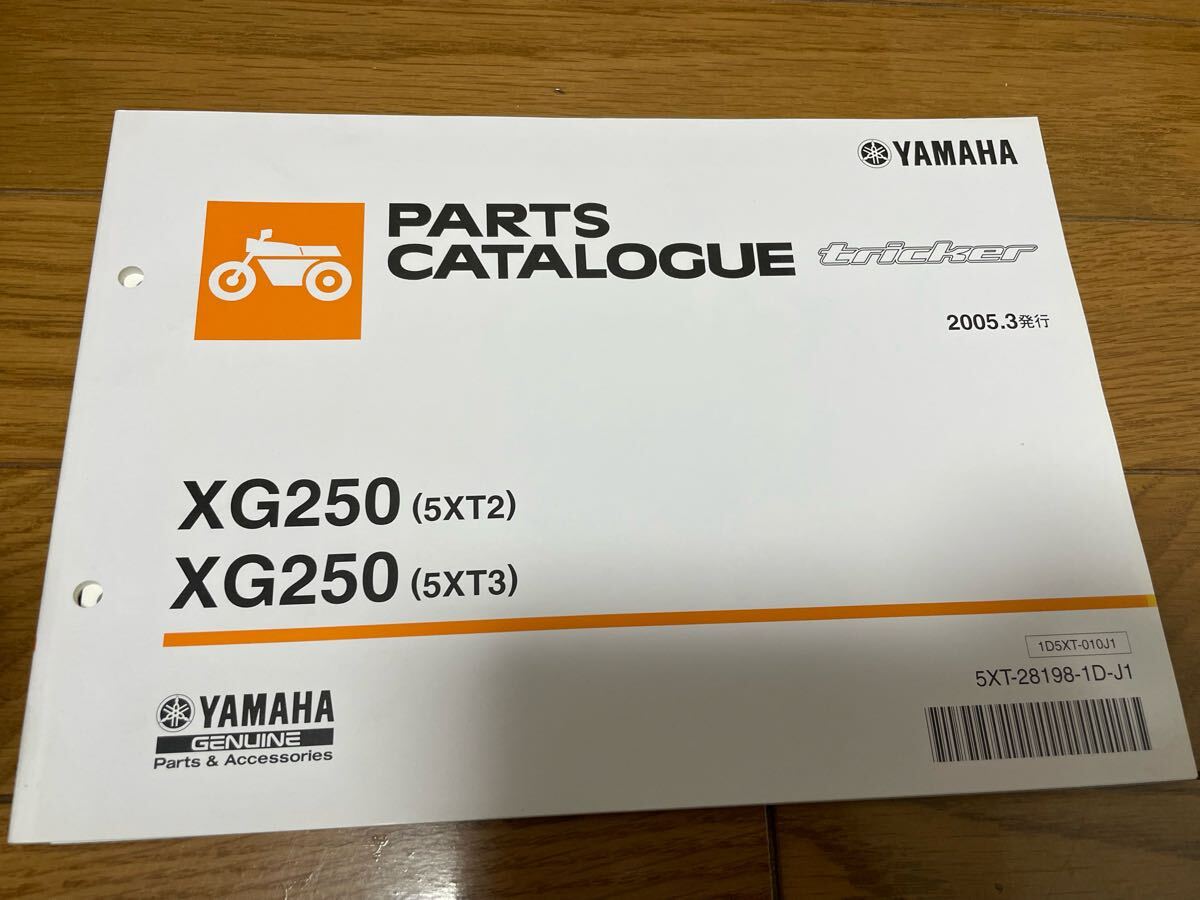 YAMAHA
PARTS
CATALOGUE
tricker
2005.3発行
XG250 (5XT2)
XG250 (5XT3)
1D5XT-010J1
5XT-28198-1D-J1
YAMAHA
GENUINE
Parts & Accessories